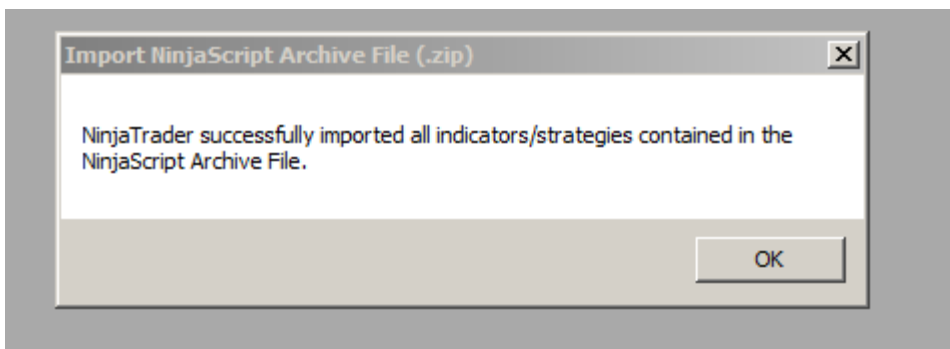 Import NinjaScript Archive File (.zip)
NinjaTrader successfully imported all indicators/strategies contained in the
NinjaScript Archive File.
OK